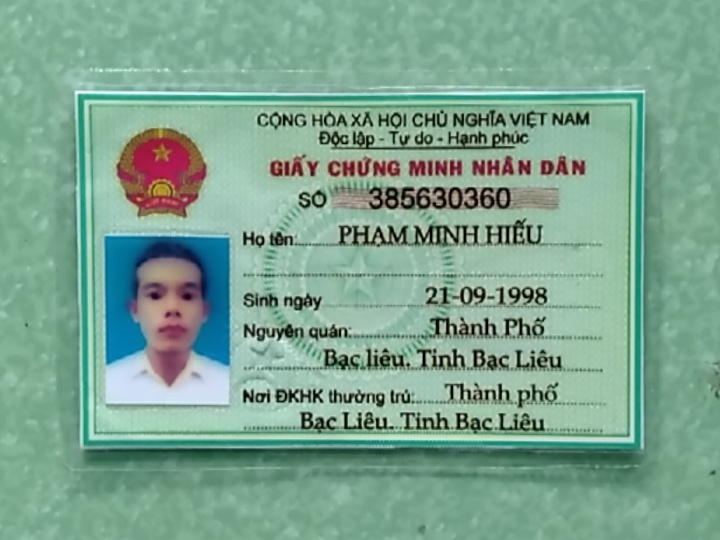 CỘNG HÒA XÃ HỘI CHỦ NGHĨA VIỆT NAM
Độc lập - Tự do - Hạnh phúc
GIẤY CHỨNG MINH NHÂN DÂN
SỐ 385630360
Họ tên: PHẠM MINH HIẾU
Sinh ngày 21-09-1998
Nguyên quán: Thành Phố
Bạc liêu. Tỉnh Bạc Liêu
Nơi ĐKHK thường trú: Thành phố
Bạc Liêu. Tỉnh Bạc Liêu